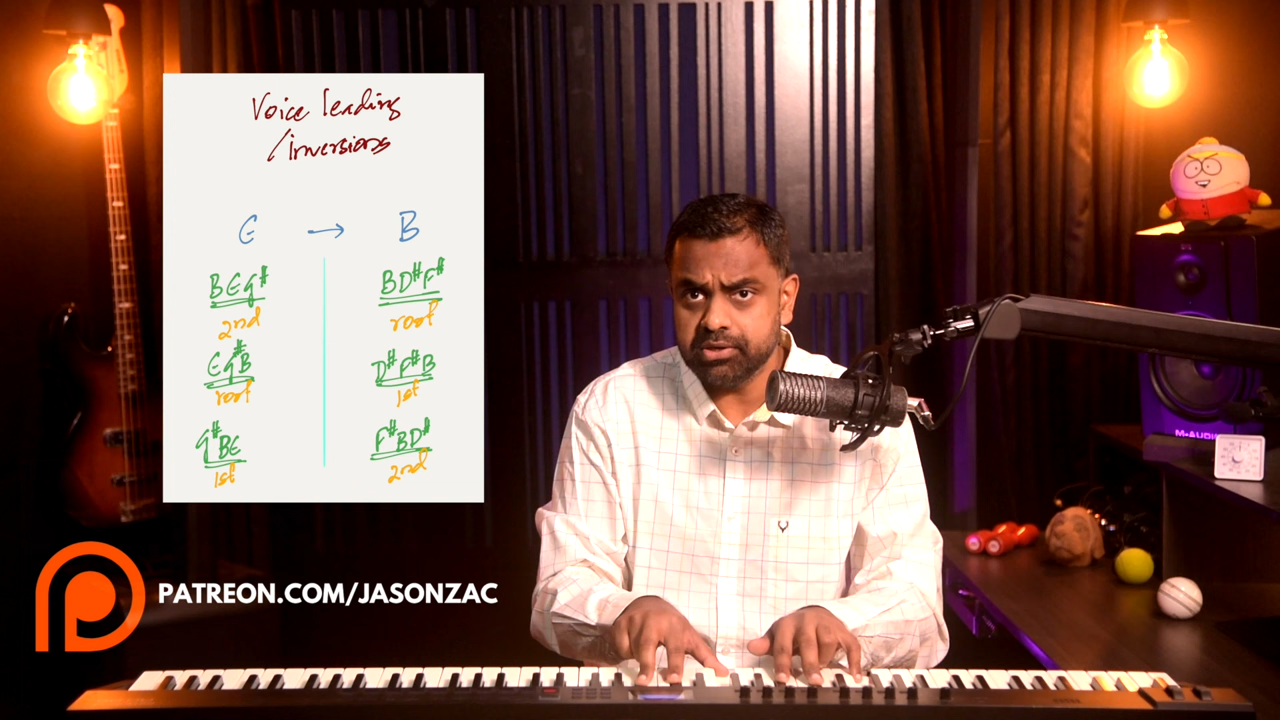 Voice leading
/inversions
E → B
BEG# BD#F#
2nd root
EG#B D#F#B
root 1st
G#BE F#BD#
1st 2nd
PATREON.COM/JASONZAC
M-AUDIO